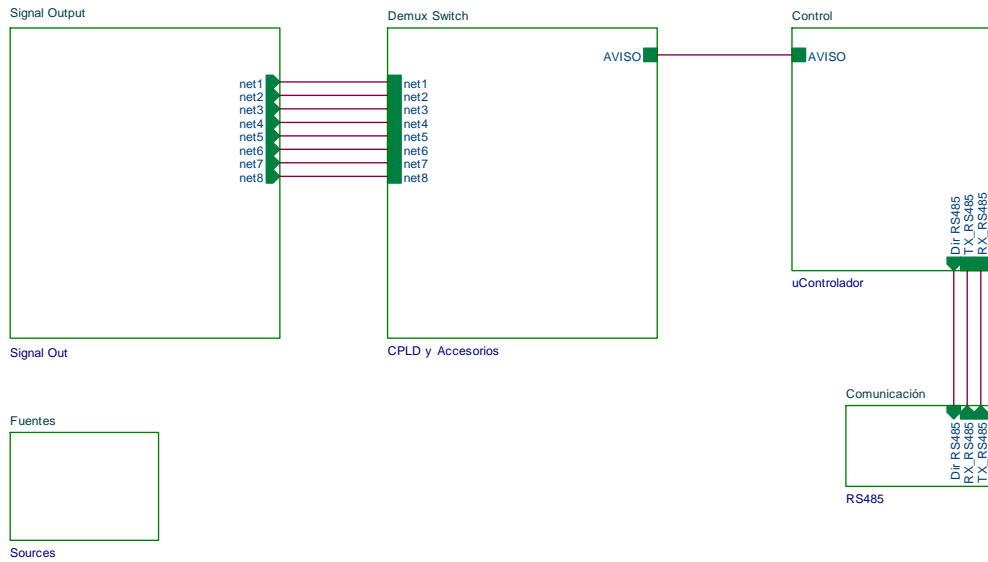 Signal Output
net1
net2
net3
net4
net5
net6
net7
net8
Signal Out
Demux Switch
AVISO
net1
net2
net3
net4
net5
net6
net7
net8
CPLD y Accesorios
Control
AVISO
Dir RS485
TX_RS485
RX_RS485
uControlador
Fuentes
Sources
Comunicación
Dir RS485
RX_RS485
TX_RS485
RS485